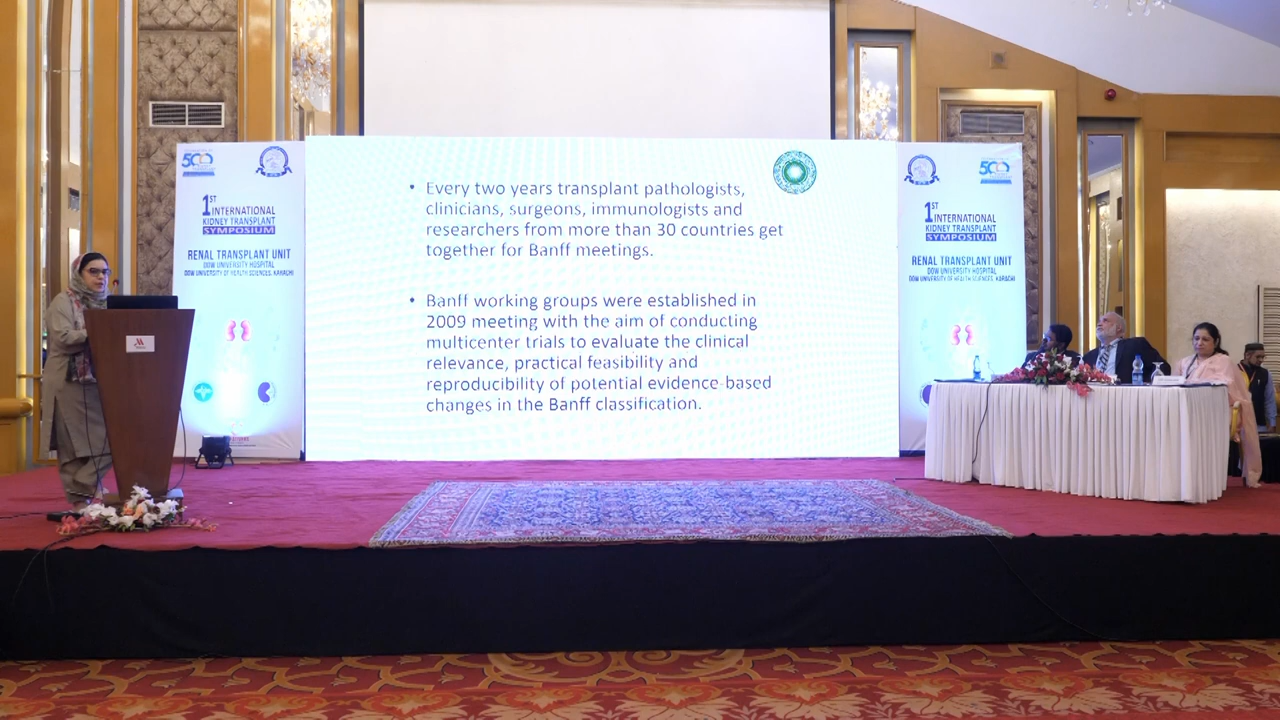 500
1ST
INTERNATIONAL
KIDNEY TRANSPLANT
SYMPOSIUM
RENAL TRANSPLANT UNIT
DOW UNIVERSITY HOSPITAL
DOW UNIVERSITY OF HEALTH SCIENCES, KARACHI
• Every two years transplant pathologists,
clinicians, surgeons, immunologists and
researchers from more than 30 countries get
together for Banff meetings.
• Banff working groups were established in
2009 meeting with the aim of conducting
multicenter trials to evaluate the clinical
relevance, practical feasibility and
reproducibility of potential evidence-based
changes in the Banff classification.
500
1ST
INTERNATIONAL
KIDNEY TRANSPLANT
SYMPOSIUM
RENAL TRANSPLANT UNIT
DOW UNIVERSITY HOSPITAL
DOW UNIVERSITY OF HEALTH SCIENCES, KARACHI